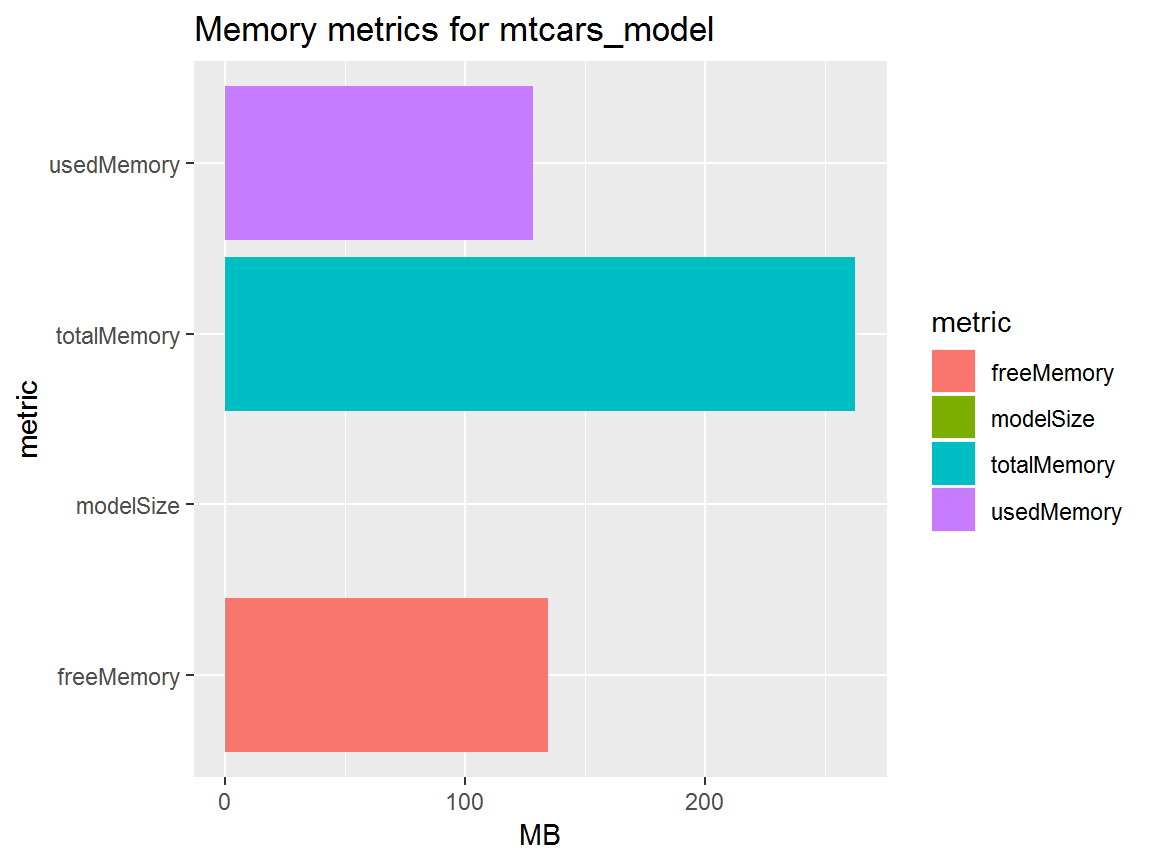 Memory metrics for mtcars_model
usedMemory
totalMemory
modelSize
freeMemory
metric
0
100
200
MB
metric
freeMemory
modelSize
totalMemory
usedMemory